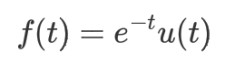 f(t) = e^{-t}u(t)